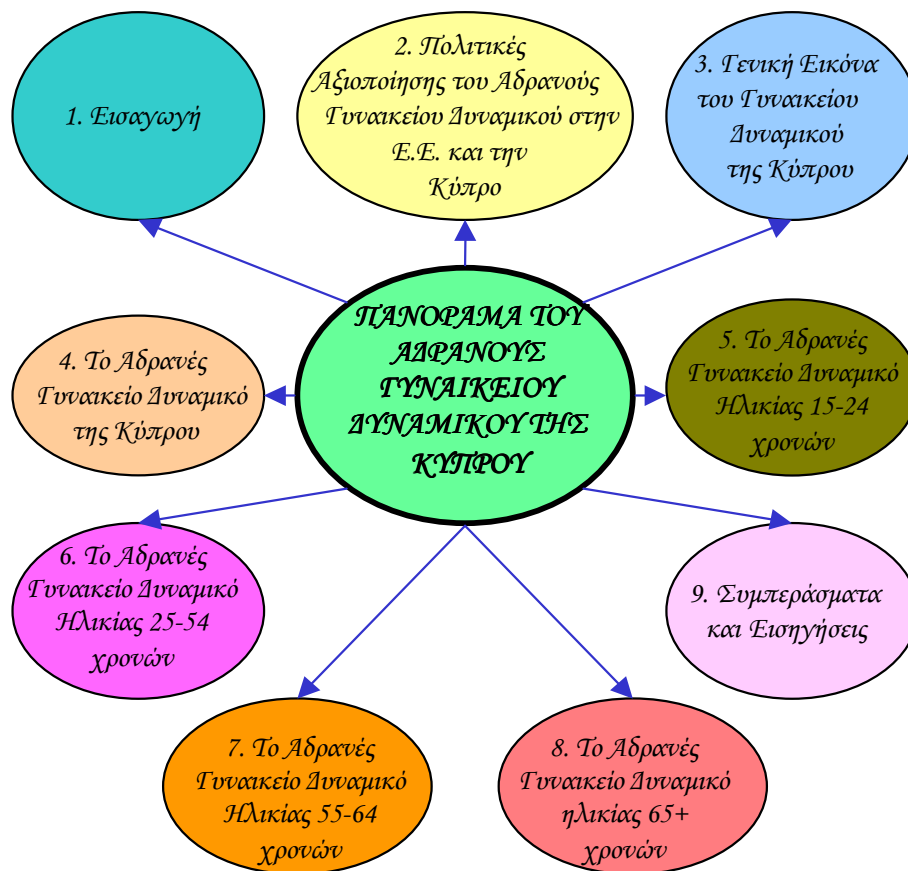 1. Εισαγωγή
2. Πολιτικές
Αξιοποίησης του Αδρανούς
Γυναικείου Δυναμικού στην
Ε.Ε. και την
Κύπρο
3. Γενική Εικόνα
του Γυναικείου
Δυναμικού
της Κύπρου
ΠΑΝΟΡΑΜΑ ΤΟΥ
ΑΔΡΑΝΟΥΣ
ΓΥΝΑΙΚΕΙΟΥ
ΔΥΝΑΜΙΚΟΥ ΤΗΣ
ΚΥΠΡΟΥ
4. Το Αδρανές
Γυναικείο Δυναμικό
της Κύπρου
5. Το Αδρανές
Γυναικείο Δυναμικό
Ηλικίας 15-24
χρονών
6. Το Αδρανές
Γυναικείο Δυναμικό
Ηλικίας 25-54
χρονών
7. Το Αδρανές
Γυναικείο Δυναμικό
Ηλικίας 55-64
χρονών
8. Το Αδρανές
Γυναικείο Δυναμικό
ηλικίας 65+
χρονών
9. Συμπεράσματα
και Εισηγήσεις